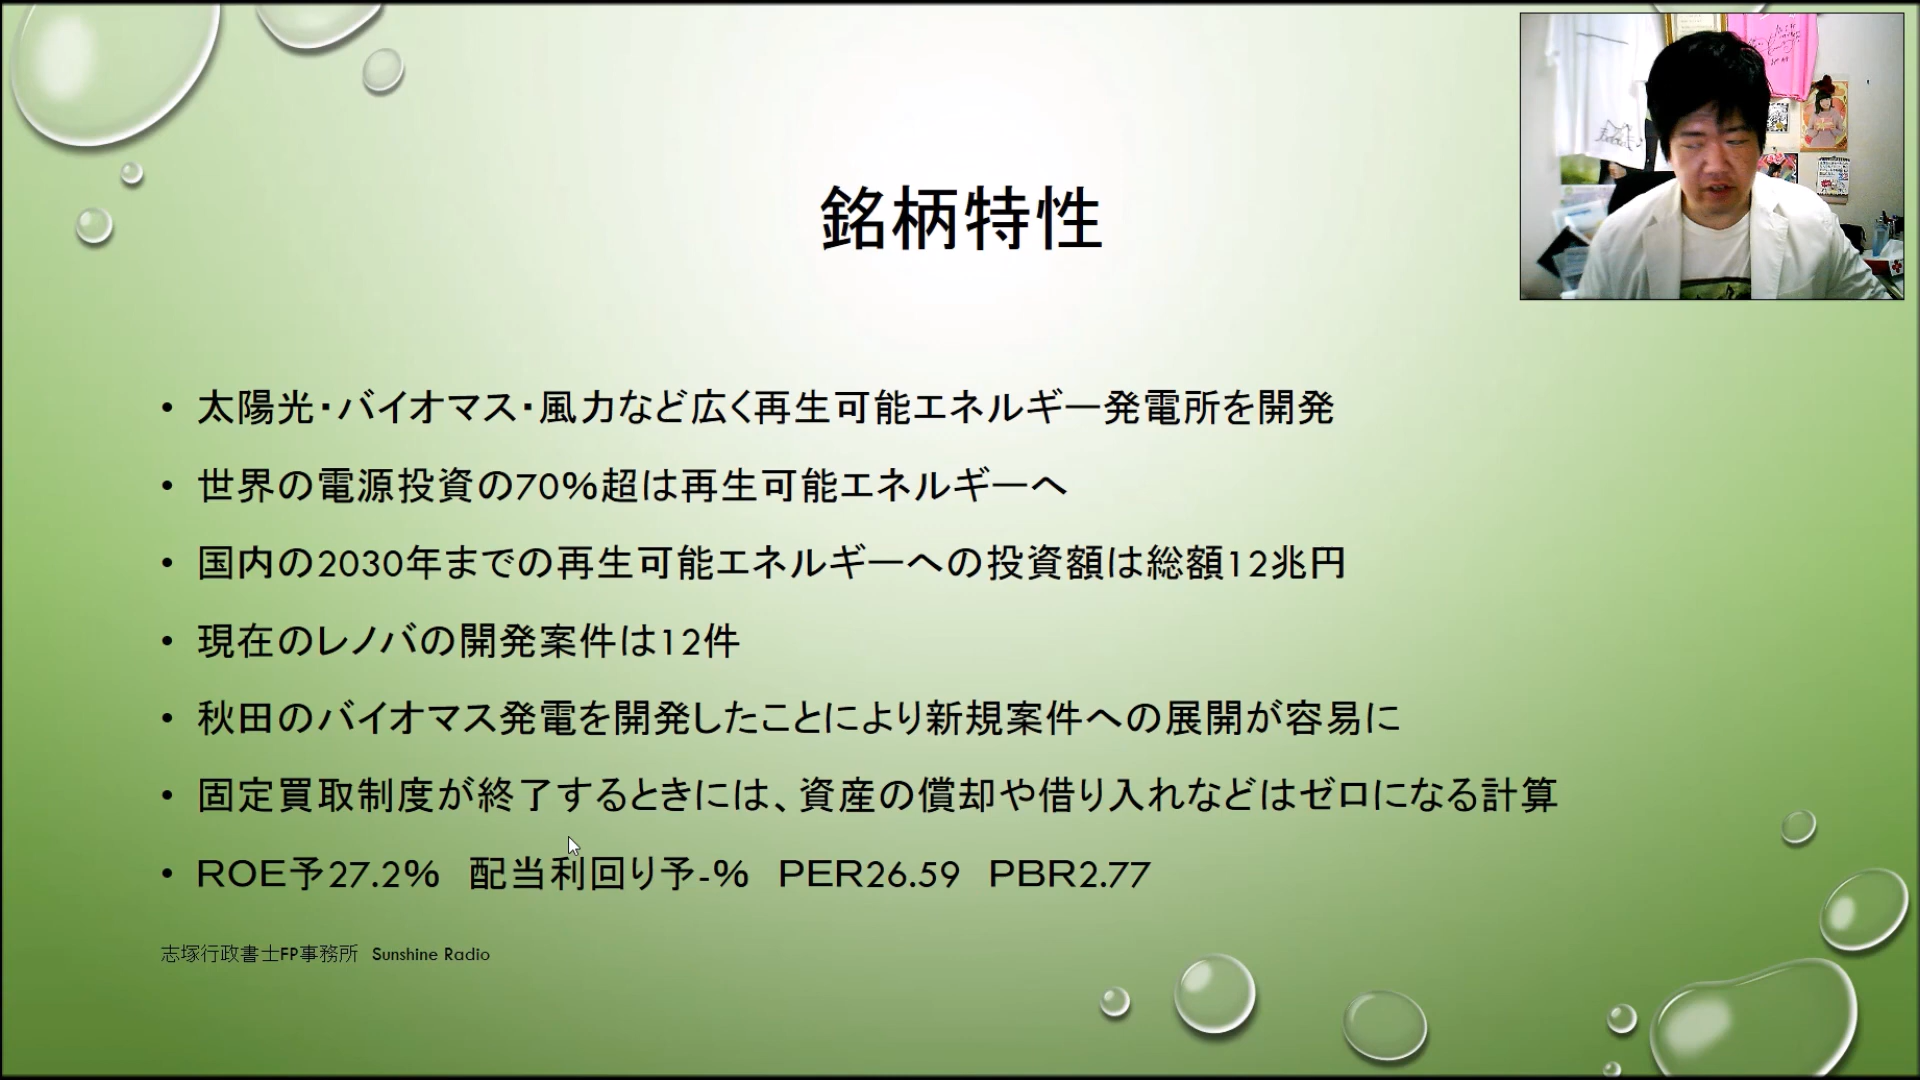 銘柄特性
• 太陽光・バイオマス・風力など広く再生可能エネルギー発電所を開発
• 世界の電源投資の70%超は再生可能エネルギーへ
• 国内の2030年までの再生可能エネルギーへの投資額は総額12兆円
• 現在のレノバの開発案件は12件
• 秋田のバイオマス発電を開発したことにより新規案件への展開が容易に
• 固定買取制度が終了するときには、資産の償却や借り入れなどはゼロになる計算
• ROE予27.2%　配当利回り予-%　PER26.59　PBR2.77
志塚行政書士FP事務所　Sunshine Radio